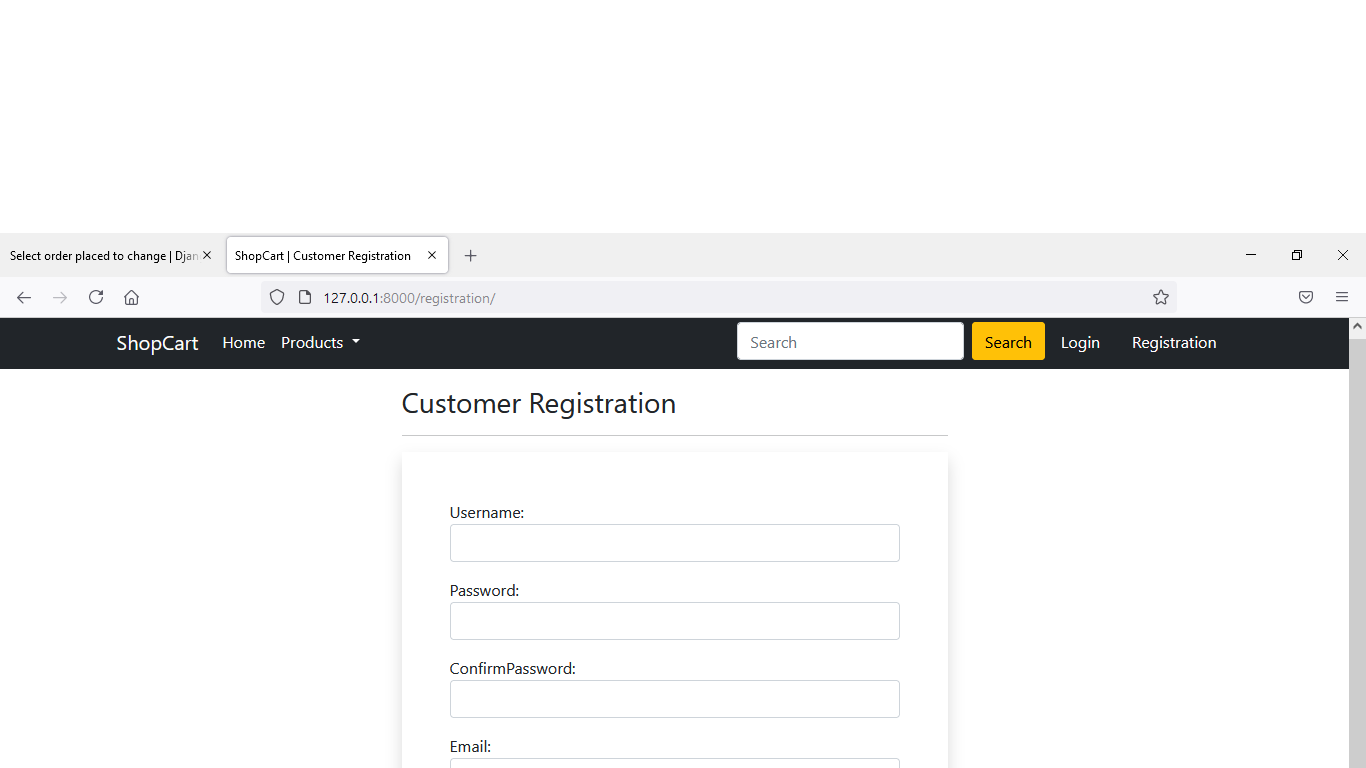 Select order placed to change | Djan
ShopCart | Customer Registration
127.0.0.1:8000/registration/
ShopCart Home Products Search Search Login Registration
Customer Registration
Username:
Password:
ConfirmPassword:
Email: